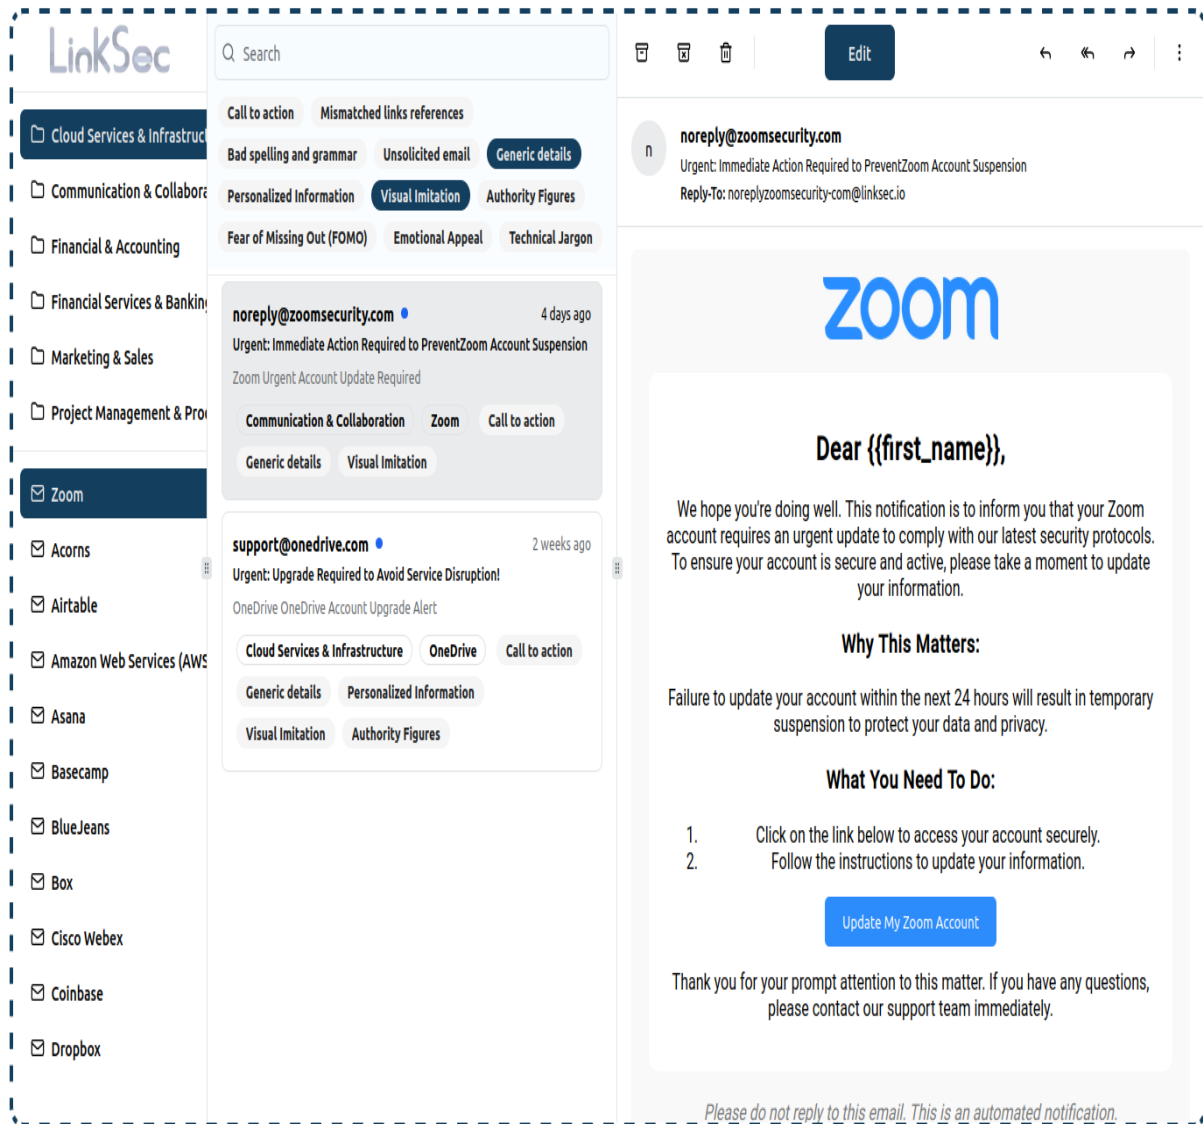 LinkSec
Cloud Services & Infrastruct
Communication & Collabora
Financial & Accounting
Financial Services & Banking
Marketing & Sales
Project Management & Pro
Zoom
Acorns
Airtable
Amazon Web Services (AWS
Asana
Basecamp
BlueJeans
Box
Cisco Webex
Coinbase
Dropbox
Search
Call to action Mismatched links references
Bad spelling and grammar Unsolicited email Generic details
Personalized Information Visual Imitation Authority Figures
Fear of Missing Out (FOMO) Emotional Appeal Technical Jargon
noreply@zoomsecurity.com 4 days ago
Urgent: Immediate Action Required to PreventZoom Account Suspension
Zoom Urgent Account Update Required
Communication & Collaboration Zoom Call to action
Generic details Visual Imitation
support@onedrive.com 2 weeks ago
Urgent: Upgrade Required to Avoid Service Disruption!
OneDrive OneDrive Account Upgrade Alert
Cloud Services & Infrastructure OneDrive Call to action
Generic details Personalized Information
Visual Imitation Authority Figures
Edit
n
noreply@zoomsecurity.com
Urgent: Immediate Action Required to PreventZoom Account Suspension
Reply-To: noreplyzoomsecurity-com@linksec.io
zoom
Dear {{first_name}},
We hope you're doing well. This notification is to inform you that your Zoom
account requires an urgent update to comply with our latest security protocols.
To ensure your account is secure and active, please take a moment to update
your information.
Why This Matters:
Failure to update your account within the next 24 hours will result in temporary
suspension to protect your data and privacy.
What You Need To Do:
1. Click on the link below to access your account securely.
2. Follow the instructions to update your information.
Update My Zoom Account
Thank you for your prompt attention to this matter. If you have any questions,
please contact our support team immediately.
Please do not reply to this email. This is an automated notification.